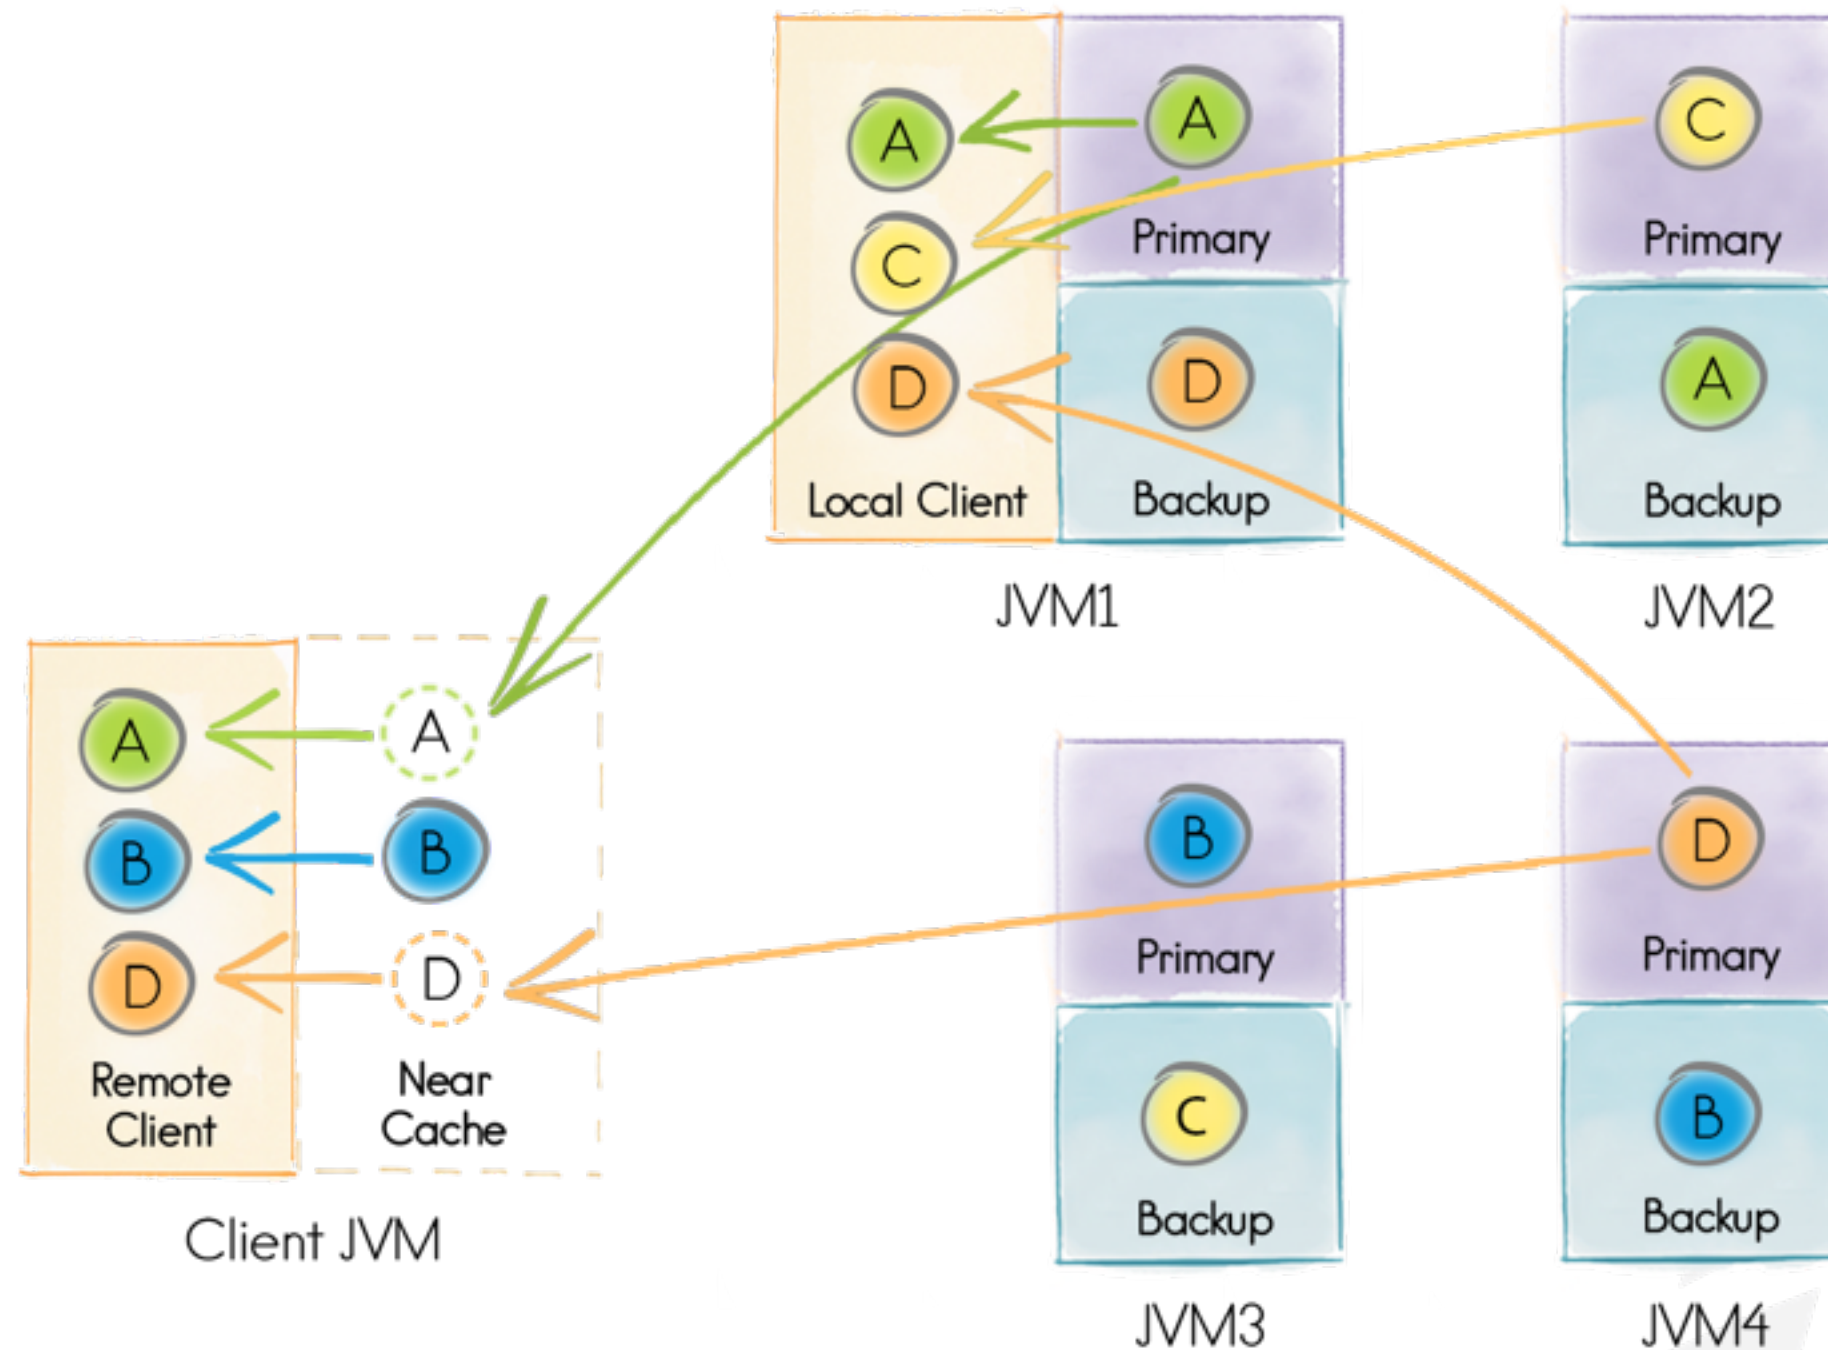 A
A
C
C
Primary
Primary
D
D
A
Local Client
Backup
Backup
JVM1
JVM2
A
A
B
B
B
D
D
D
Primary
Primary
Remote
Client
Near
Cache
C
B
Backup
Backup
Client JVM
JVM3
JVM4